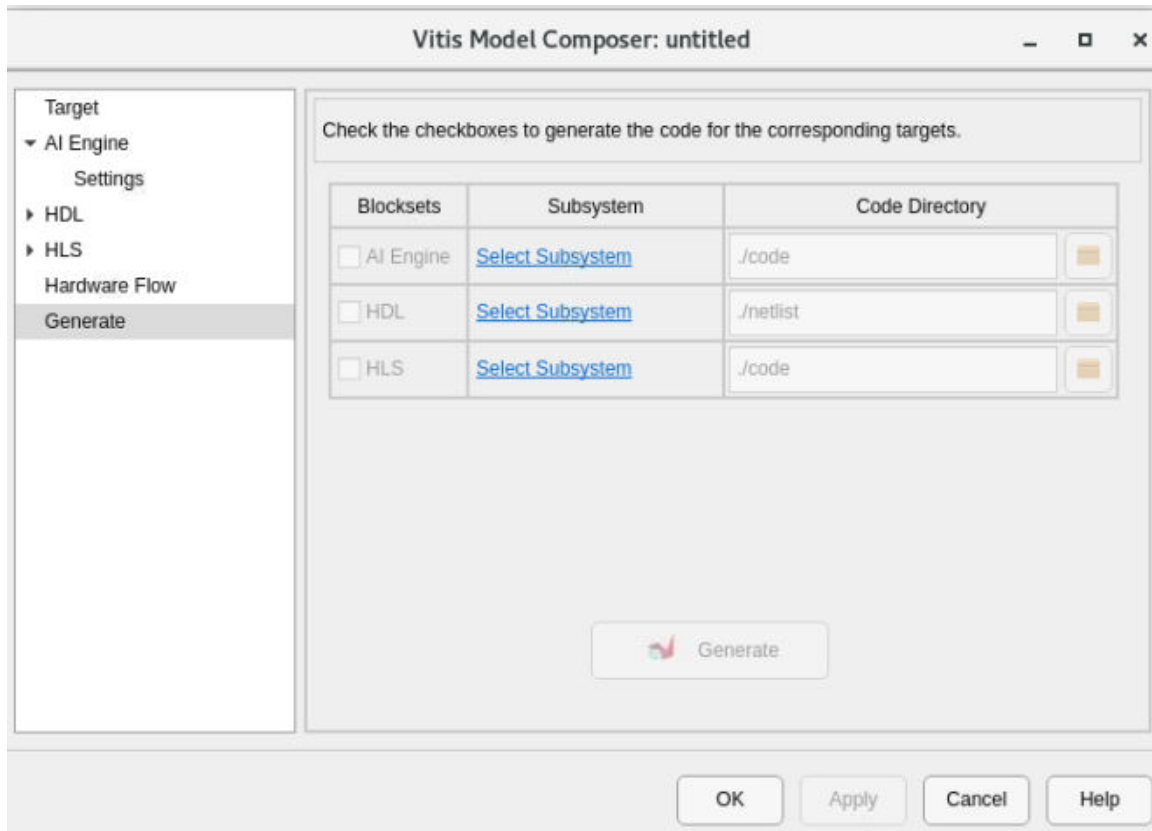 Vitis Model Composer: untitled
Target
AI Engine
Settings
HDL
HLS
Hardware Flow
Generate
Check the checkboxes to generate the code for the corresponding targets.
Blocksets Subsystem Code Directory
AI Engine Select Subsystem ./code
HDL Select Subsystem ./netlist
HLS Select Subsystem ./code
Generate
OK Apply Cancel Help